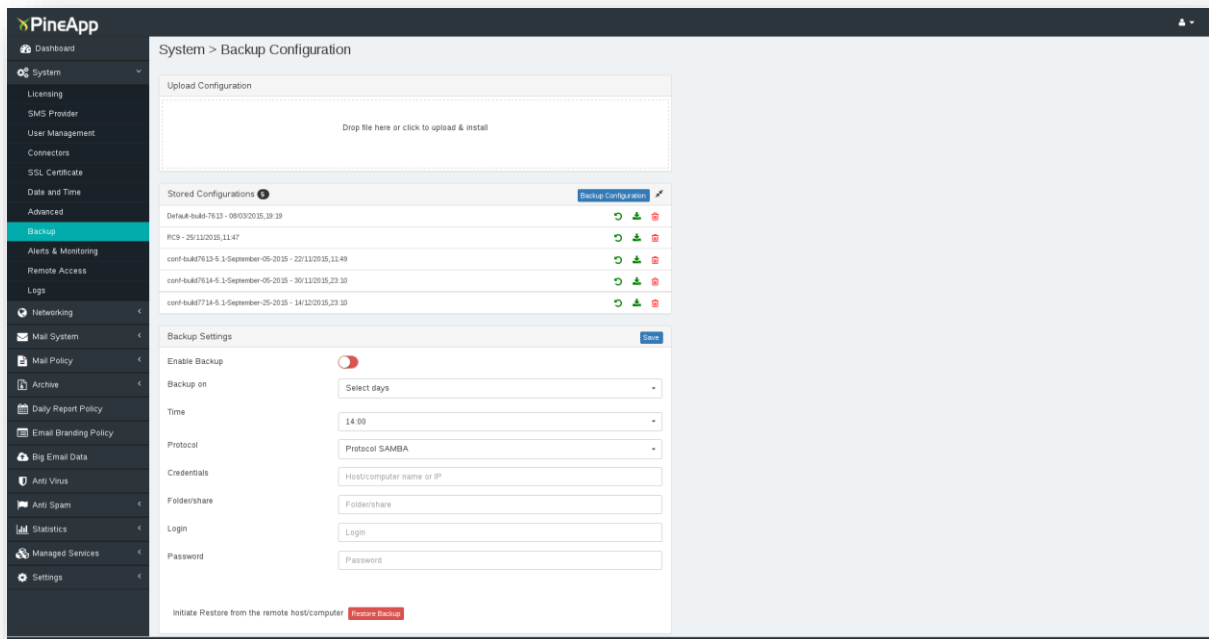 PineApp
Dashboard
System
Licensing
SMS Provider
User Management
Connectors
SSL Certificate
Date and Time
Advanced
Backup
Alerts & Monitoring
Remote Access
Logs
Networking
Mail System
Mail Policy
Archive
Daily Report Policy
Email Branding Policy
Big Email Data
Anti Virus
Anti Spam
Statistics
Managed Services
Settings
System > Backup Configuration
Upload Configuration
Drop file here or click to upload & install
Stored Configurations 5
Backup Configuration
Default-build-7613 - 08/03/2015,19:19
RC9 - 25/11/2015,11:47
conf-build7613-5.1-September-05-2015 - 22/11/2015,11:49
conf-build7614-5.1-September-05-2015 - 30/11/2015,23:10
conf-build7714-5.1-September-25-2015 - 14/12/2015,23:10
Backup Settings
Save
Enable Backup
Backup on
Select days
Time
14:00
Protocol
Protocol SAMBA
Credentials
Host/computer name or IP
Folder/share
Folder/share
Login
Login
Password
Password
Initiate Restore from the remote host/computer
Restore Backup